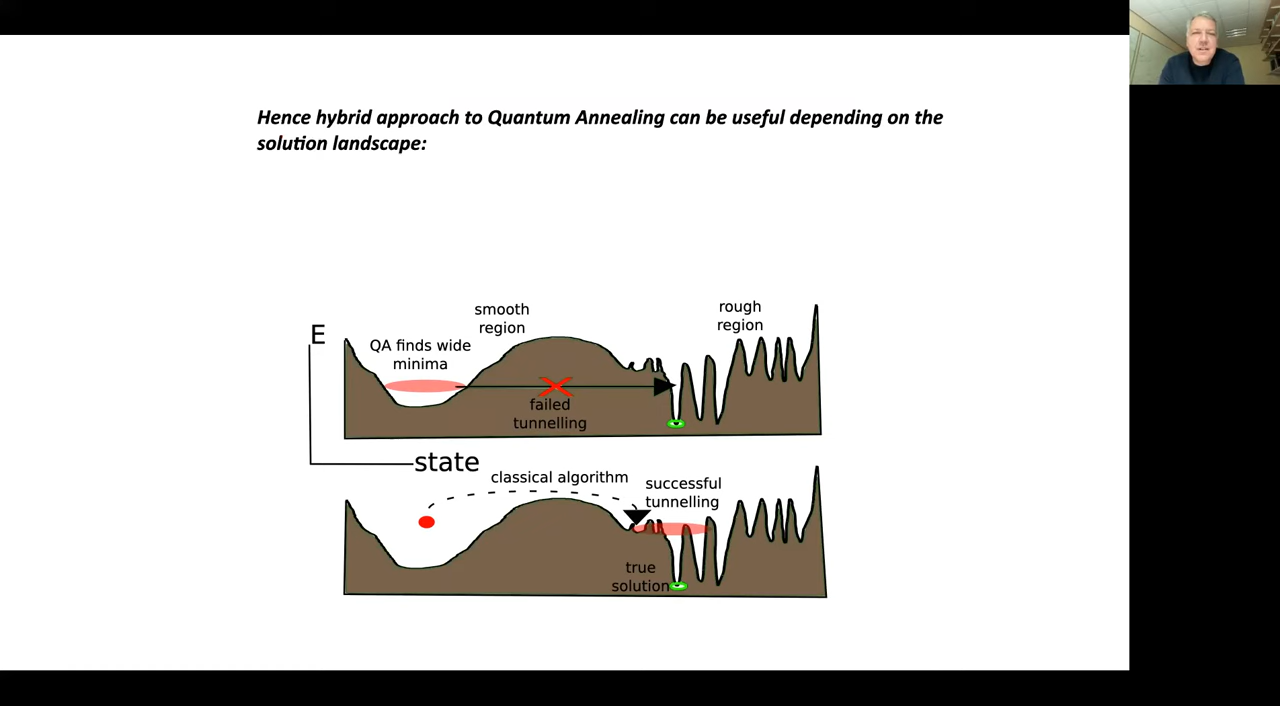 Hence hybrid approach to Quantum Annealing can be useful depending on the
solution landscape:
smooth
region
rough
region
E
QA finds wide
minima
failed
tunnelling
state
classical algorithm
successful
tunnelling
true
solution